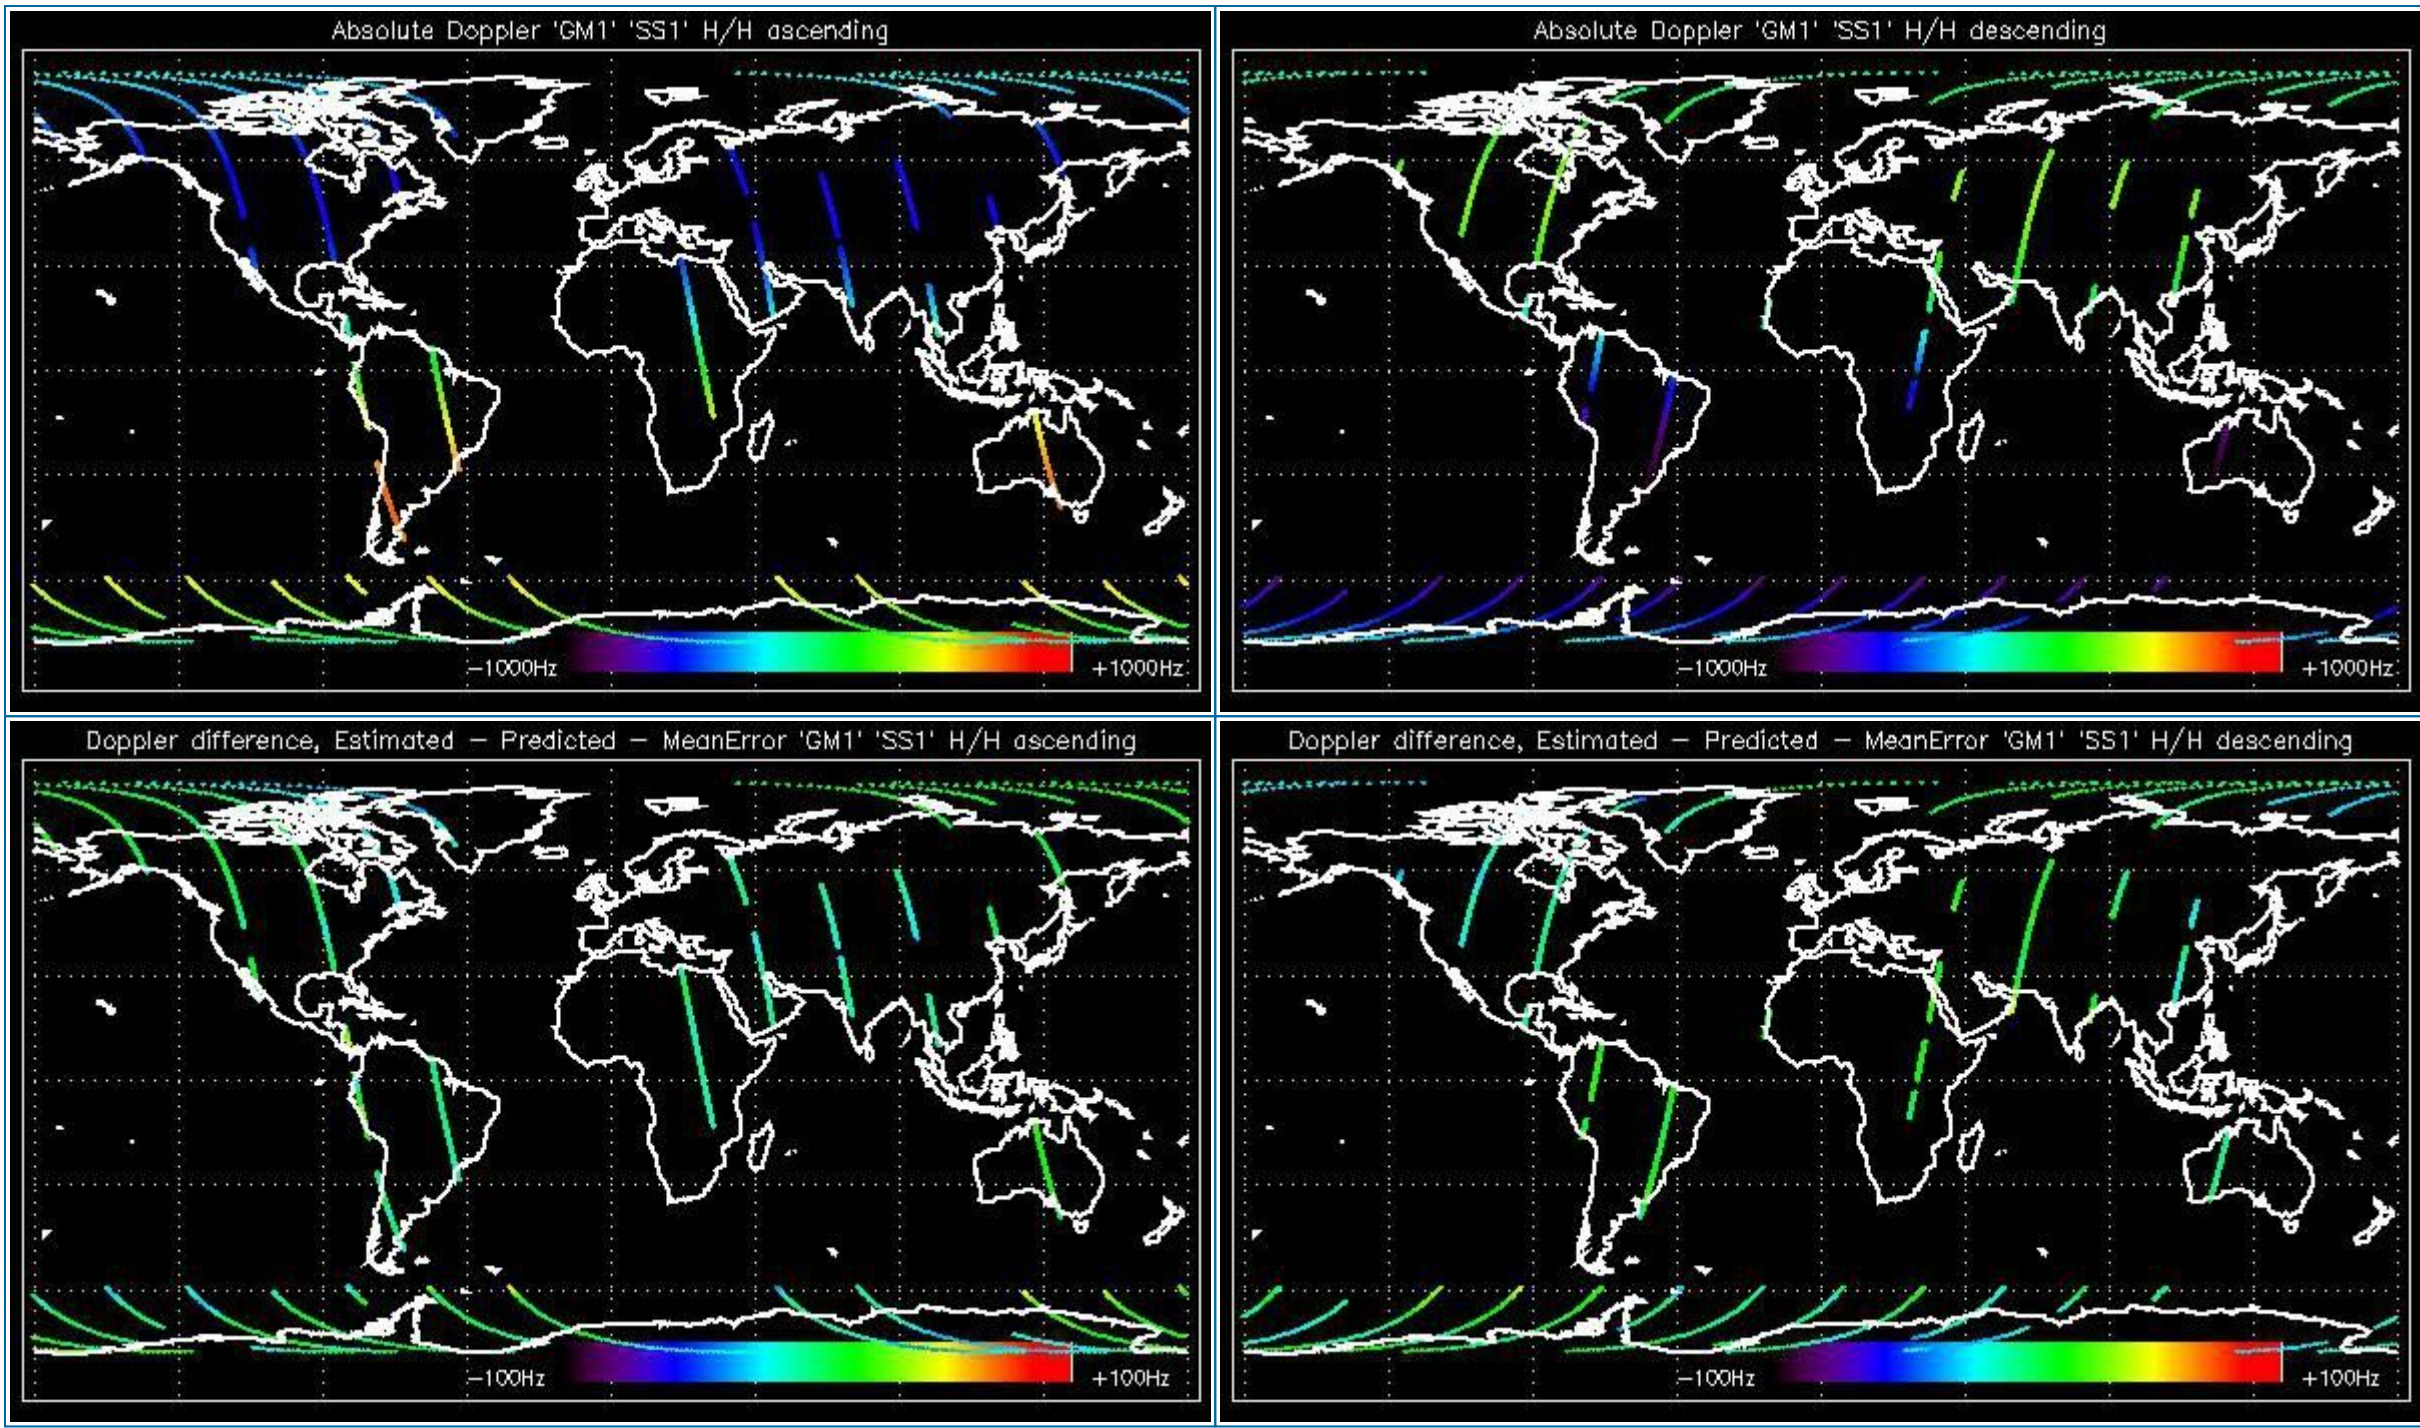 Absolute Doppler 'GM1' 'SS1' H/H ascending
−1000Hz
+1000Hz
Absolute Doppler 'GM1' 'SS1' H/H descending
−1000Hz
+1000Hz
Doppler difference, Estimated − Predicted − MeanError 'GM1' 'SS1' H/H ascending
−100Hz
+100Hz
Doppler difference, Estimated − Predicted − MeanError 'GM1' 'SS1' H/H descending
−100Hz
+100Hz